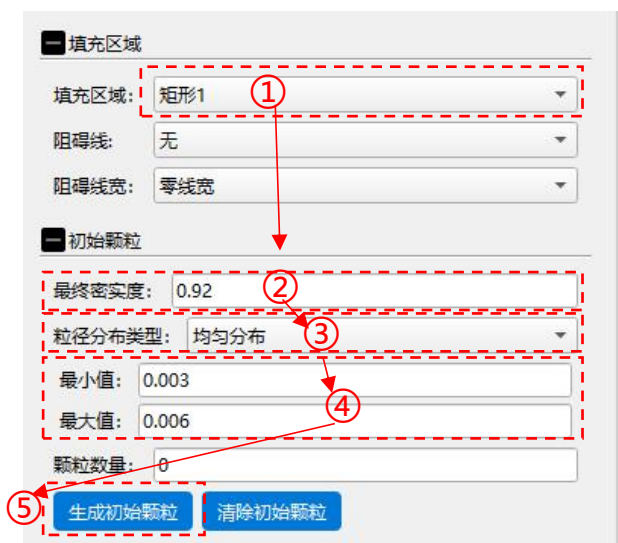 填充区域
填充区域: 矩形1 ①
阻碍线: 无
阻碍线宽: 零线宽
初始颗粒
最终密实度: 0.92 ②
粒径分布类型: 均匀分布 ③
最小值: 0.003
④
最大值: 0.006
颗粒数量: 0
⑤ 生成初始颗粒 清除初始颗粒